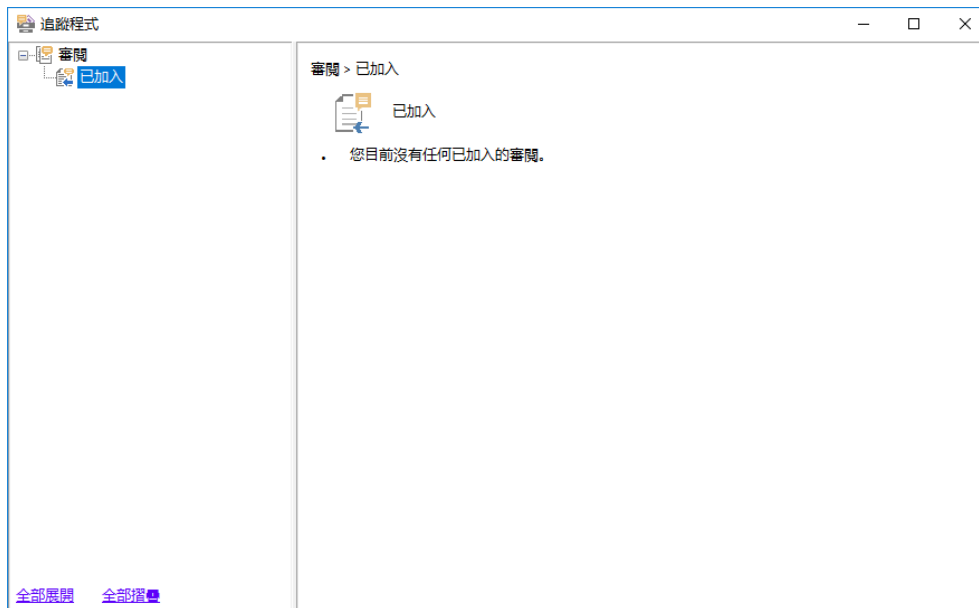 追蹤程式
審閱
已加入
審閱 > 已加入
已加入
• 您目前沒有任何已加入的審閱。
全部展開 全部摺疊